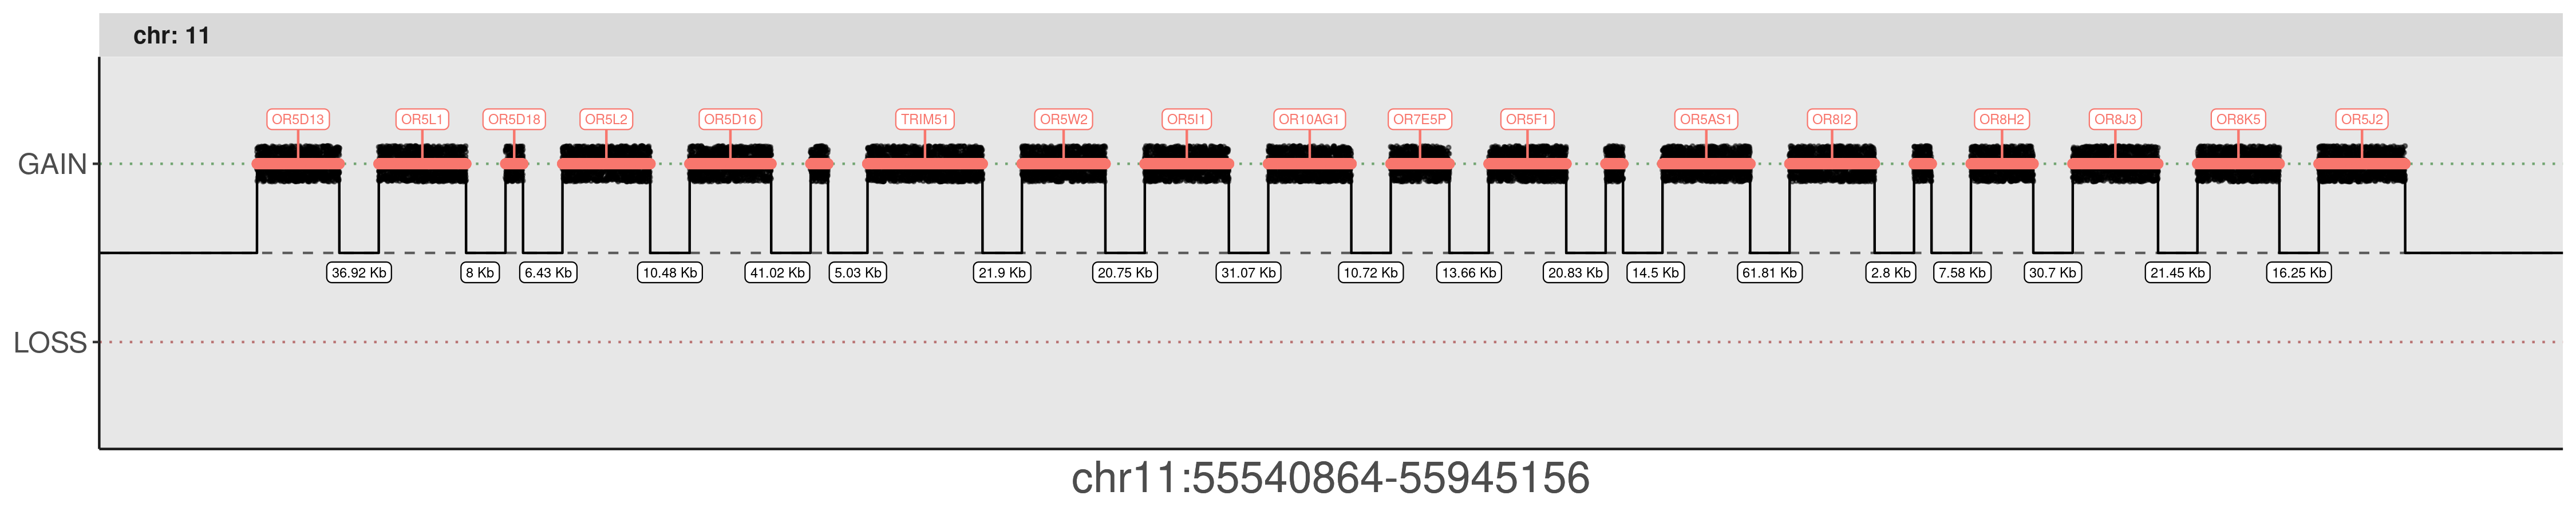 chr: 11
OR5D13 OR5L1 OR5D18 OR5L2 OR5D16 TRIM51 OR5W2 OR5I1 OR10AG1 OR7E5P OR5F1 OR5AS1 OR8I2 OR8H2 OR8J3 OR8K5 OR5J2
GAIN
36.92 Kb 8 Kb 6.43 Kb 10.48 Kb 41.02 Kb 5.03 Kb 21.9 Kb 20.75 Kb 31.07 Kb 10.72 Kb 13.66 Kb 20.83 Kb 14.5 Kb 61.81 Kb 2.8 Kb 7.58 Kb 30.7 Kb 21.45 Kb 16.25 Kb
LOSS
chr11:55540864-55945156